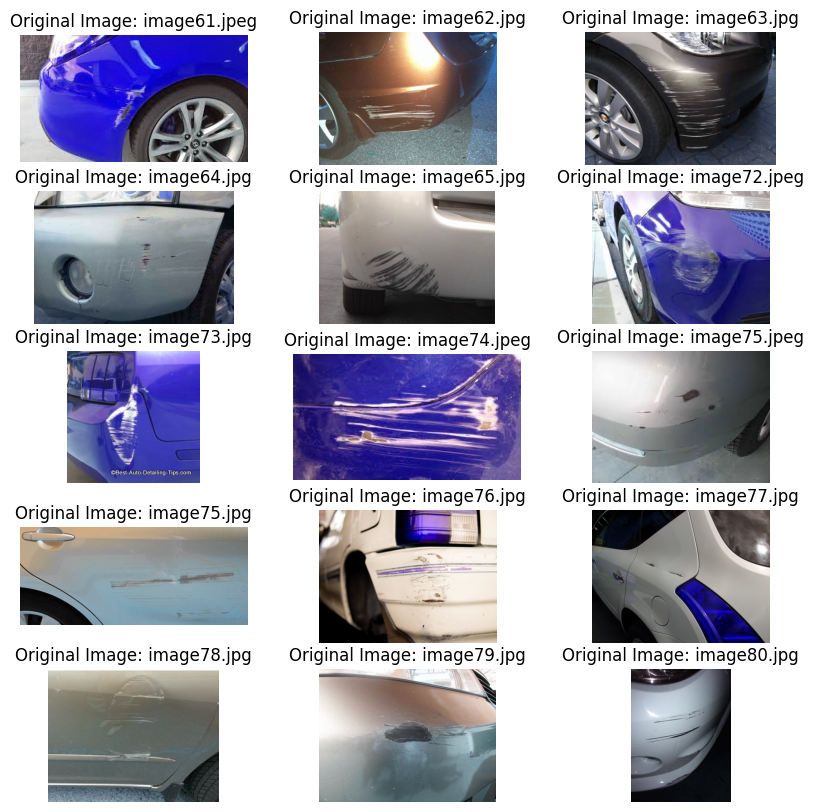 Original Image: image61.jpeg
Original Image: image62.jpg
Original Image: image63.jpg
Original Image: image64.jpg
Original Image: image65.jpg
Original Image: image72.jpeg
Original Image: image73.jpg
Original Image: image74.jpeg
Original Image: image75.jpeg
©Best-Auto-Detailing-Tips.com
Original Image: image75.jpg
Original Image: image76.jpg
Original Image: image77.jpg
Original Image: image78.jpg
Original Image: image79.jpg
Original Image: image80.jpg